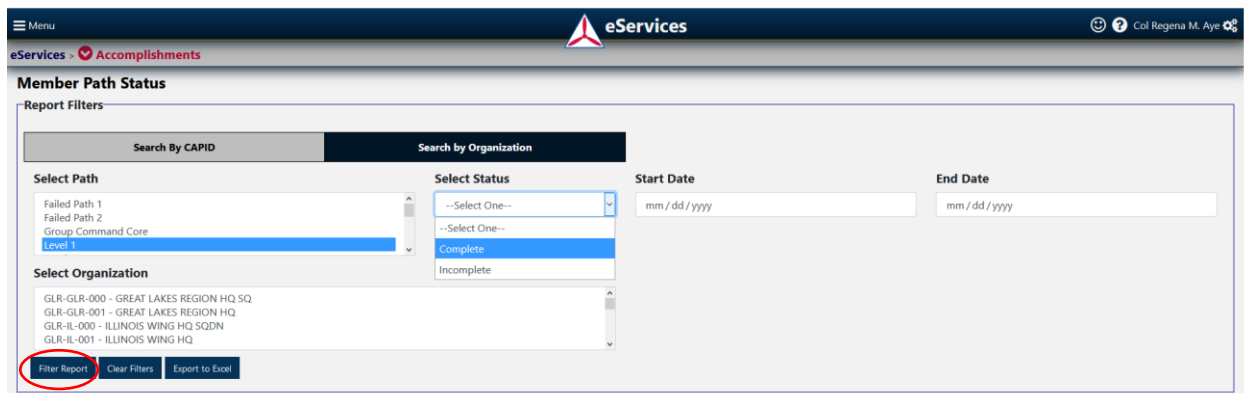 Menu
eServices
Col Regena M. Aye
eServices > Accomplishments
Member Path Status
Report Filters
Search By CAPID
Search by Organization
Select Path
Select Status
Start Date
End Date
Failed Path 1
Failed Path 2
Group Command Core
Level 1
--Select One--
mm / dd / yyyy
mm / dd / yyyy
--Select One--
Complete
Incomplete
Select Organization
GLR-GLR-000 - GREAT LAKES REGION HQ SQ
GLR-GLR-001 - GREAT LAKES REGION HQ
GLR-IL-000 - ILLINOIS WING HQ SQDN
GLR-IL-001 - ILLINOIS WING HQ
Filter Report
Clear Filters
Export to Excel